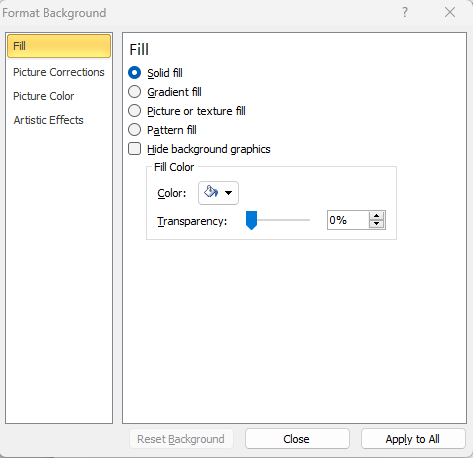 Format Background
?
Fill
Picture Corrections
Picture Color
Artistic Effects
Fill
Solid fill
Gradient fill
Picture or texture fill
Pattern fill
Hide background graphics
Fill Color
Color:
Transparency: 0%
Reset Background Close Apply to All